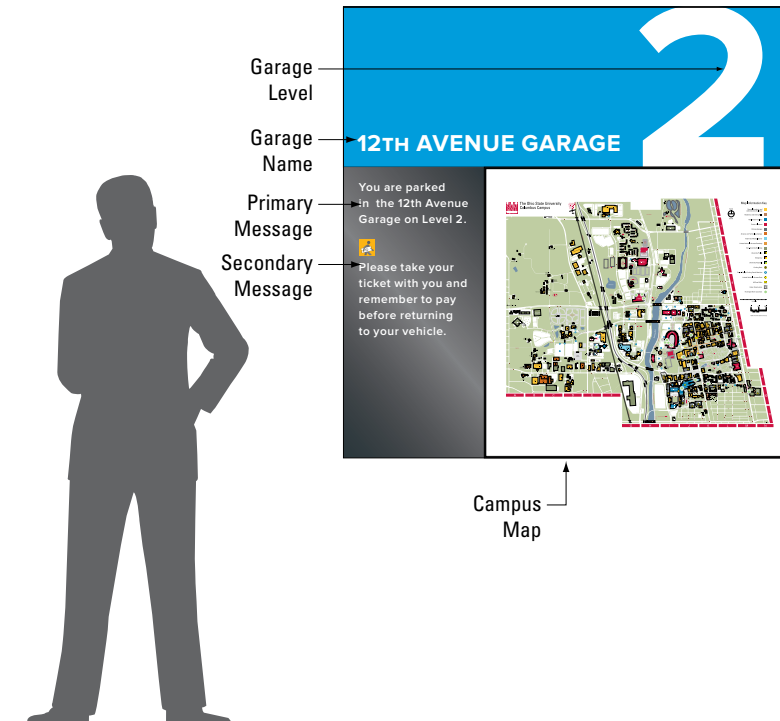 Garage
Level
2
Garage
Name
12TH AVENUE GARAGE
Primary
Message
You are parked
in the 12th Avenue
Garage on Level 2.
Secondary
Message
Please take your
ticket with you and
remember to pay
before returning
to your vehicle.
The Ohio State University
Columbus Campus
Campus
Map